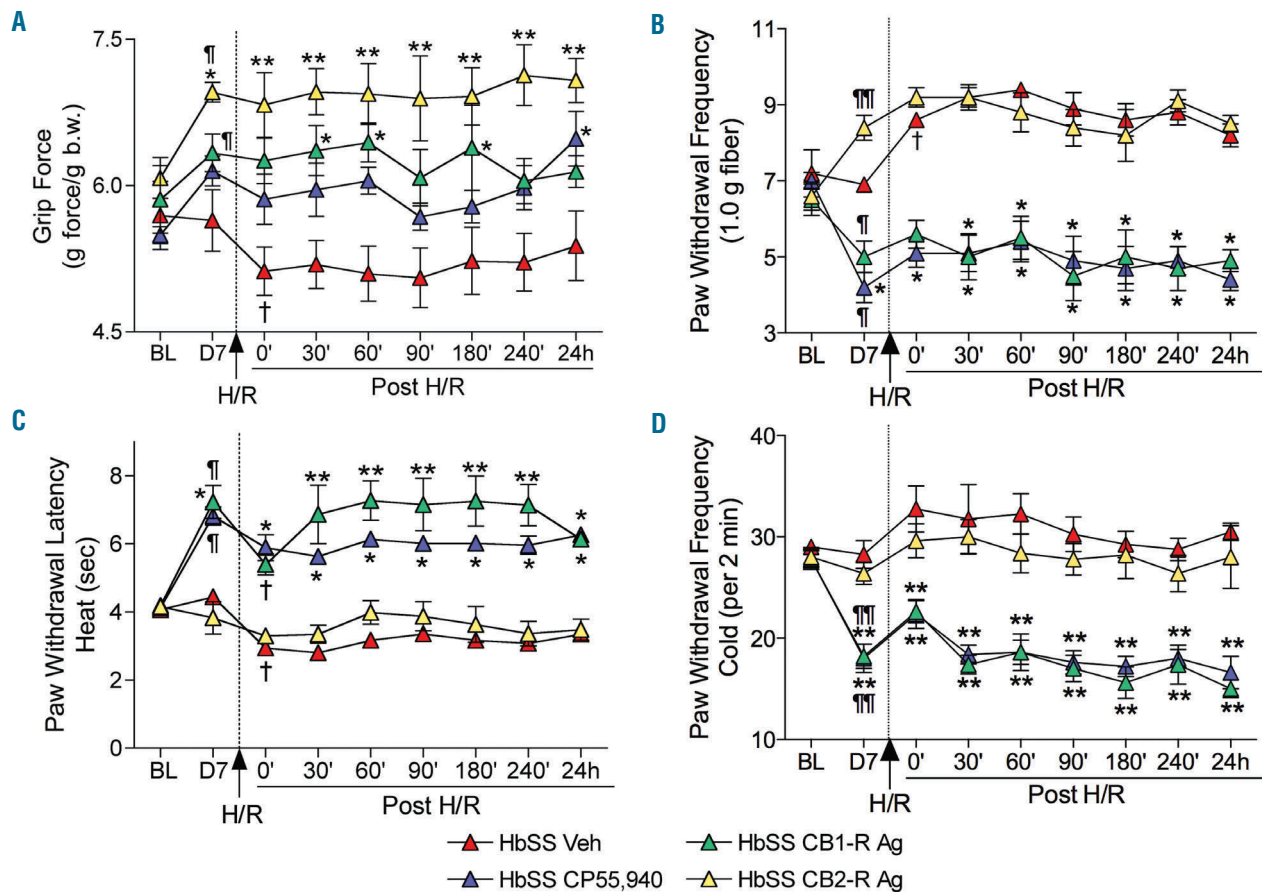 A
Grip Force
(g force/g b.w.)
7.5
6.0
4.5
¶
*
** ** ** ** ** ** **
¶
* * * *
†
BL D7 0' 30' 60' 90' 180' 240' 24h
H/R
Post H/R
B
Paw Withdrawal Frequency
(1.0 g fiber)
11
9
7
5
3
¶¶
†
¶
* * * * * *
*
¶
* * * * * * *
BL D7 0' 30' 60' 90' 180' 240' 24h
H/R
Post H/R
C
Paw Withdrawal Latency
Heat (sec)
8
6
4
2
0
¶
*
¶
*
** ** ** ** **
*
†
* * * * * *
†
BL D7 0' 30' 60' 90' 180' 240' 24h
H/R
Post H/R
D
Paw Withdrawal Frequency
Cold (per 2 min)
40
30
20
10
¶¶
**
** ** ** ** ** ** **
**
¶¶
** ** ** ** ** ** **
BL D7 0' 30' 60' 90' 180' 240' 24h
H/R
Post H/R
HbSS Veh
HbSS CB1-R Ag
HbSS CP55,940
HbSS CB2-R Ag